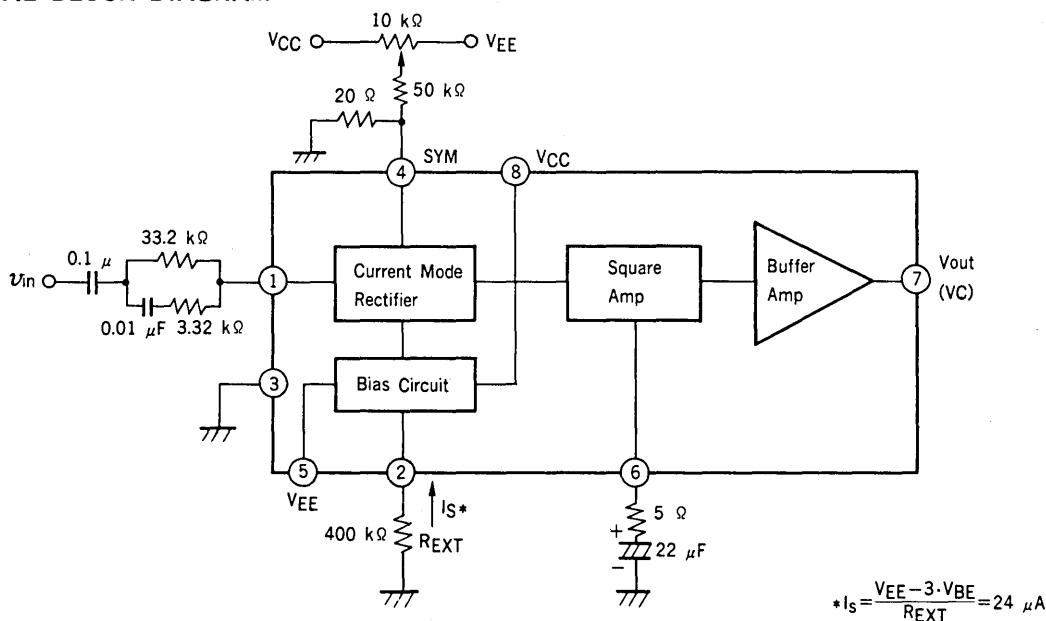 10 kΩ
VCC VEE
50 kΩ
20 Ω
4 SYM 8 VCC
33.2 kΩ
0.1 μ
vin
0.01 μF 3.32 kΩ
1
Current Mode
Rectifier
Square
Amp
Buffer
Amp
7
Vout
(VC)
3
Bias Circuit
5
VEE
2
6
IS*
400 kΩ
REXT
5 Ω
+
22 μF
−
*IS=VEE−3·VBE/REXT=24 μA